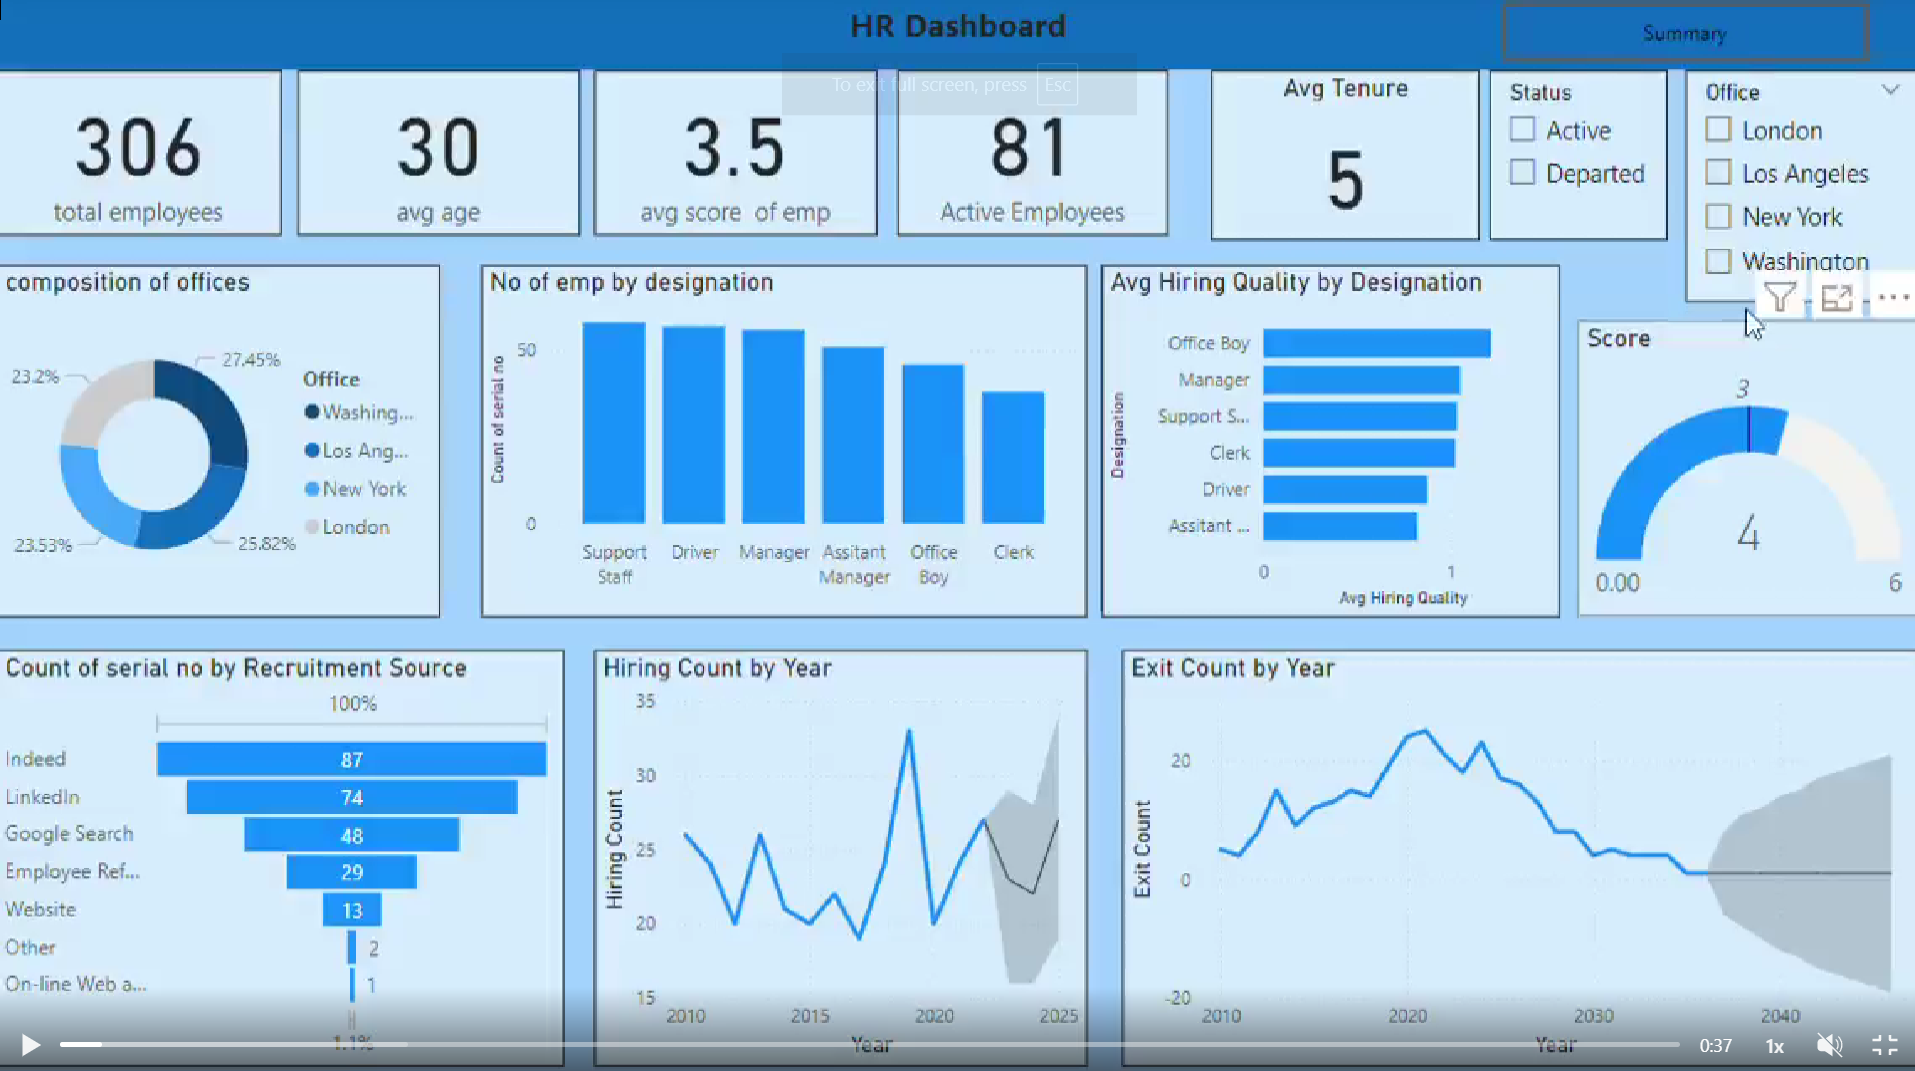 HR Dashboard
Summary
To exit full screen, press Esc
306
total employees
30
avg age
3.5
avg score of emp
81
Active Employees
Avg Tenure
5
Status
Active
Departed
Office
London
Los Angeles
New York
Washington
composition of offices
27.45%
23.2%
23.53%
25.82%
Office
Washing...
Los Ang...
New York
London
No of emp by designation
Count of serial no
50
0
Support Staff
Driver
Manager
Assitant Manager
Office Boy
Clerk
Avg Hiring Quality by Designation
Designation
Office Boy
Manager
Support S...
Clerk
Driver
Assitant ...
0
1
Avg Hiring Quality
Score
3
4
0.00
6
Count of serial no by Recruitment Source
100%
Indeed
87
LinkedIn
74
Google Search
48
Employee Ref...
29
Website
13
Other
2
On-line Web a...
1
1.1%
Hiring Count by Year
Hiring Count
35
30
25
20
15
2010
2015
2020
2025
Year
Exit Count by Year
Exit Count
20
0
-20
2010
2020
2030
2040
Year
0:37
1x